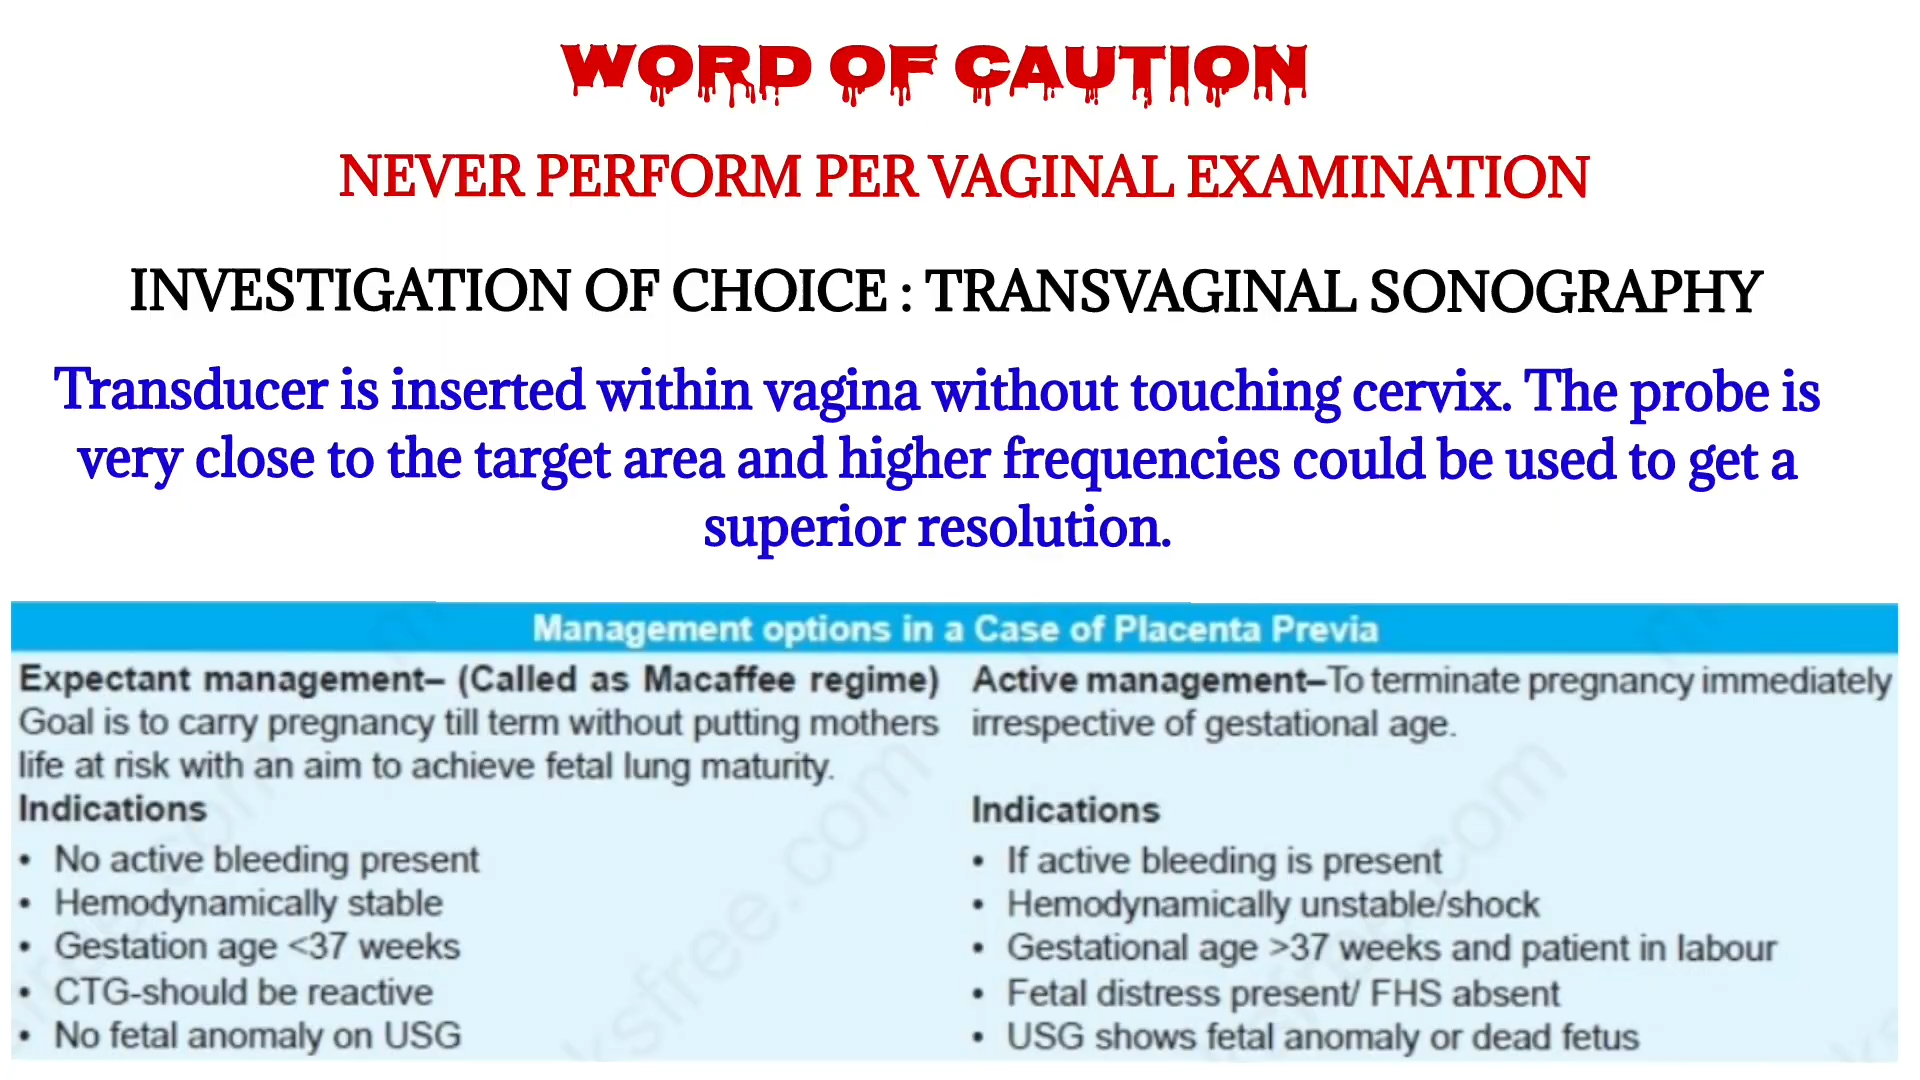 WORD OF CAUTION
NEVER PERFORM PER VAGINAL EXAMINATION
INVESTIGATION OF CHOICE : TRANSVAGINAL SONOGRAPHY
Transducer is inserted within vagina without touching cervix. The probe is
very close to the target area and higher frequencies could be used to get a
superior resolution.
Management options in a Case of Placenta Previa
Expectant management– (Called as Macaffee regime)
Goal is to carry pregnancy till term without putting mothers
life at risk with an aim to achieve fetal lung maturity.
Indications
• No active bleeding present
• Hemodynamically stable
• Gestation age <37 weeks
• CTG-should be reactive
• No fetal anomaly on USG
Active management–To terminate pregnancy immediately
irrespective of gestational age.
Indications
• If active bleeding is present
• Hemodynamically unstable/shock
• Gestational age >37 weeks and patient in labour
• Fetal distress present/ FHS absent
• USG shows fetal anomaly or dead fetus